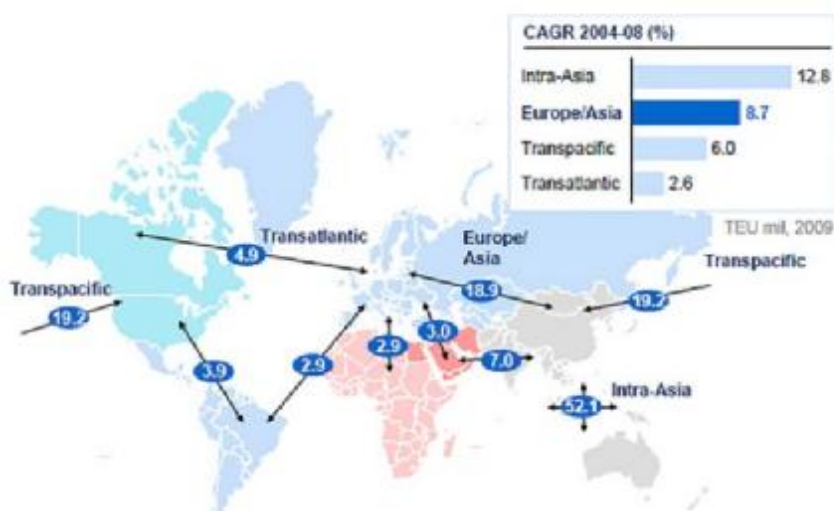 CAGR 2004-08 (%)
Intra-Asia 12.8
Europe/Asia 8.7
Transpacific 6.0
Transatlantic 2.6
TEU mil, 2009
Transatlantic
4.9
Europe/
Asia
18.9
Transpacific
19.2
Transpacific
19.2
3.9
2.9
2.9
3.0
7.0
Intra-Asia
52.1